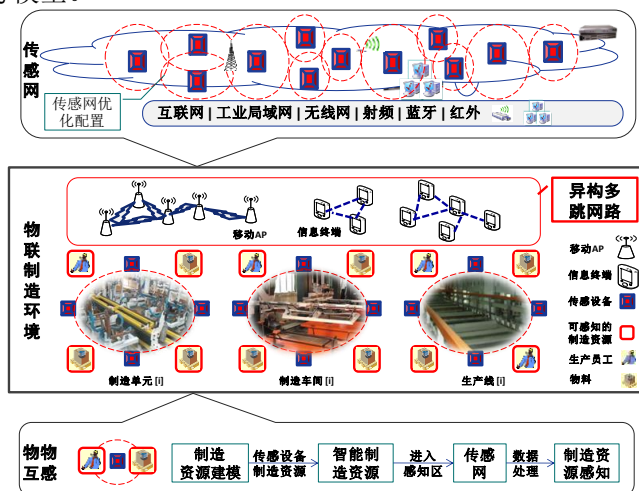 模型.
传感网
传感网优
化配置
互联网 | 工业局域网 | 无线网 | 射频 | 蓝牙 | 红外
物联制造环境
移动AP
信息终端
异构多
跳网路
移动AP
信息终端
传感设备
可感知的
制造资源
生产员工
物料
制造单元 [i]
制造车间 [i]
生产线 [i]
物物
互感
制造
资源建模
传感设备
制造资源
智能制
造资源
进入
感知区
传感
网
数据
处理
制造资
源感知